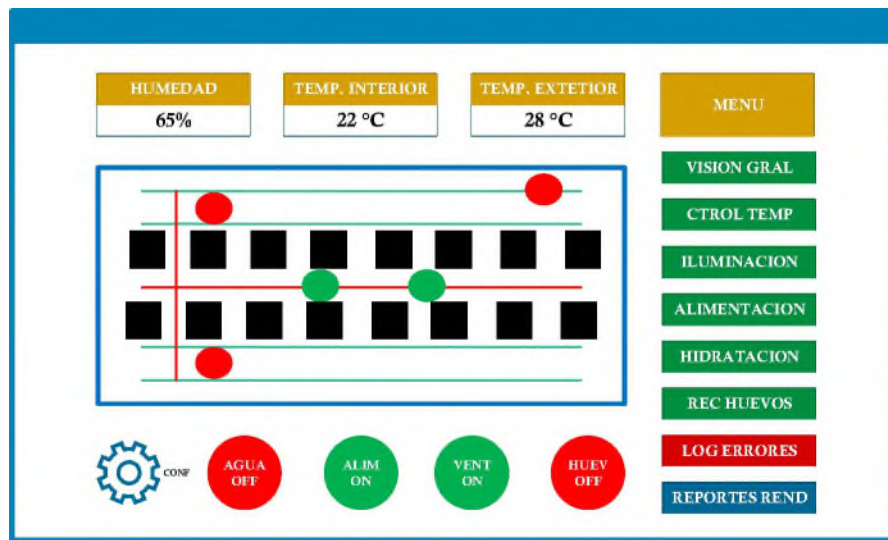 HUMEDAD
65%
TEMP. INTERIOR
22 °C
TEMP. EXTETIOR
28 °C
MENU
VISION GRAL
CTROL TEMP
ILUMINACION
ALIMENTACION
HIDRATACION
REC HUEVOS
LOG ERRORES
REPORTES REND
CONF
AGUA
OFF
ALIM
ON
VENT
ON
HUEV
OFF